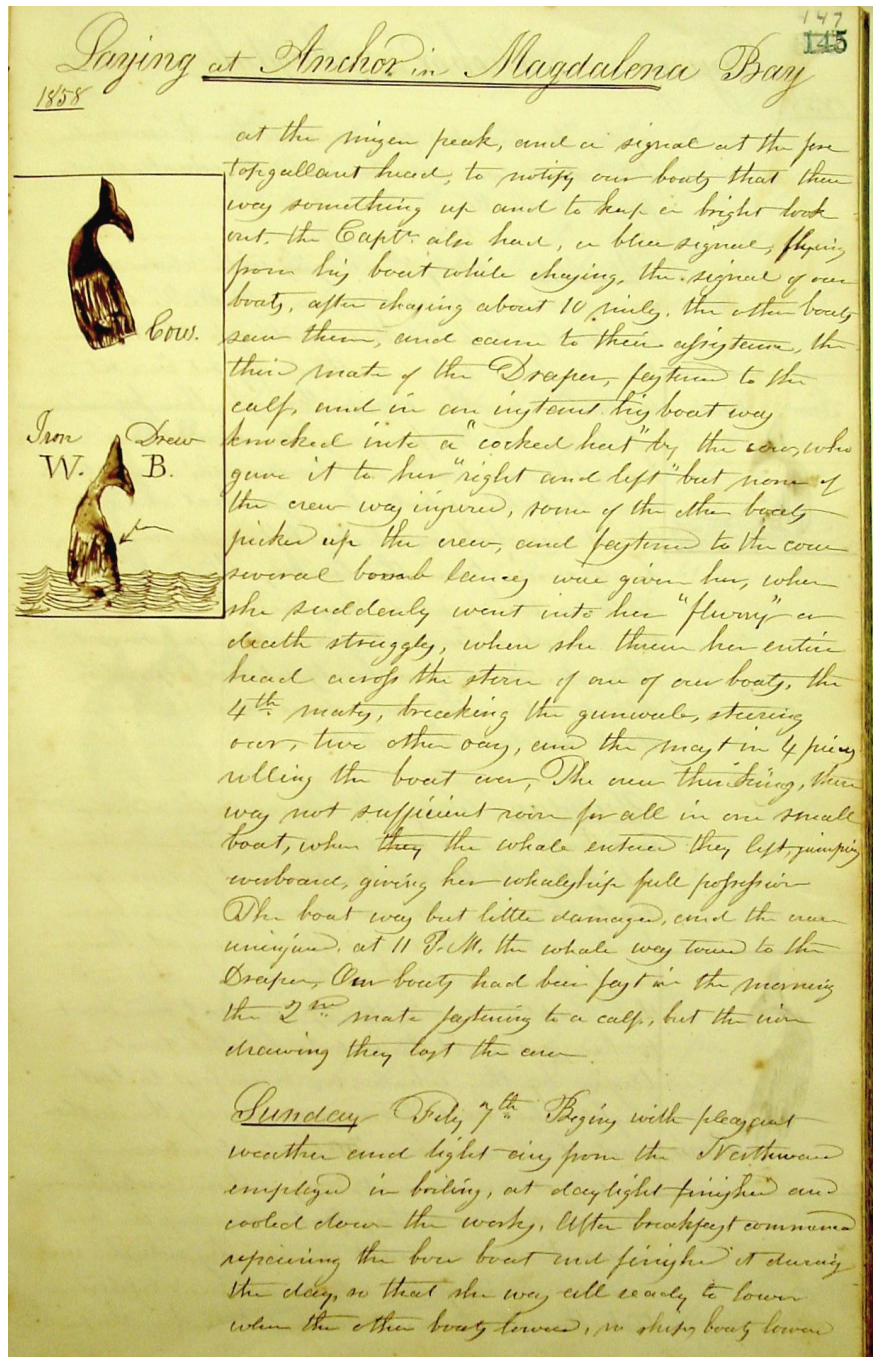 147
145
Laying at Anchor in Magdalena Bay
1858
at the mizen peak, and a signal at the fore
topgallant head, to notify our boats that there
was something up and to keep a bright look
out. the Capt. also had, a blue signal, flying
from his boat while chasing, the signal of our
boats, after chasing about 10 miles, the other boats
saw them, and came to their assistance, the
third mate of the Draper, fastened to the
calf, and in an instant his boat was
knocked into a "cocked hat" by the cow, who
gave it to her "right and left" but none of
the crew was injured, some of the other boats
picked up the crew, and fastened to the cow
several bomb lances were given her, when
she suddenly went into her "flurry" or
death struggle, when she threw her entire
head across the stern of one of our boats, the
4th mates, breaking the gunwale, steering
oar, two other oars, and the mast in 4 pieces
rolling the boat over, The crew thinking, there
was not sufficient room for all in one small
boat, when they the whale entered they left, jumping
overboard, giving her whaleship full possession
The boat was but little damaged, and the crew
uninjured, at 11 P.M. the whale was towed to the
Draper, Our boats had been fast in the morning
the 2nd mate fastening to a calf, but the iron
drawing they lost the cow
Cow.
Iron Drew
W. B.
Sunday Feby 7th Begins with pleasant
weather and light airs from the Northward
employed in boiling, at daylight finished and
cooled down the works, After breakfast commenced
repairing the bow boat and finished it during
the day, so that she was all ready to lower
when the other boats lowered, no ships boats lowered